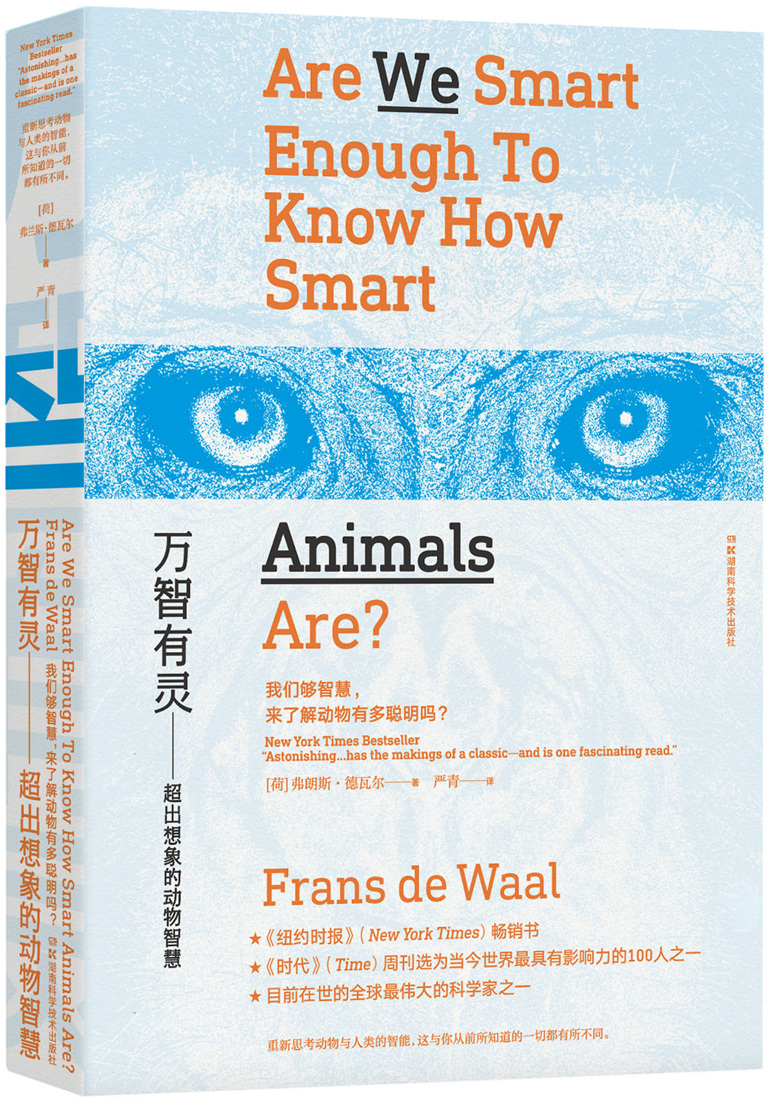 New York Times
Bestseller
"Astonishing...has
the makings of a
classic—and is one
fascinating read."
重新思考动物
与人类的智能，
这与你从前
所知道的一切
都有所不同。
[荷]
弗兰斯·德瓦尔
著
严青
译
Are We Smart Enough To Know How Smart Animals Are?
Frans de Waal 我们够智慧，来了解动物有多聪明吗？ 湖南科学技术出版社
万智有灵——超出想象的动物智慧
Are We Smart
Enough To
Know How
Smart
Animals
Are?
万智有灵——超出想象的动物智慧
湖南科学技术出版社
我们够智慧，
来了解动物有多聪明吗？
New York Times Bestseller
"Astonishing...has the makings of a classic—and is one fascinating read."
[荷] 弗朗斯·德瓦尔——著 严青——译
Frans de Waal
★《纽约时报》（New York Times）畅销书
★《时代》（Time）周刊选为当今世界最具有影响力的100人之一
★目前在世的全球最伟大的科学家之一
重新思考动物与人类的智能，这与你从前所知道的一切都有所不同。